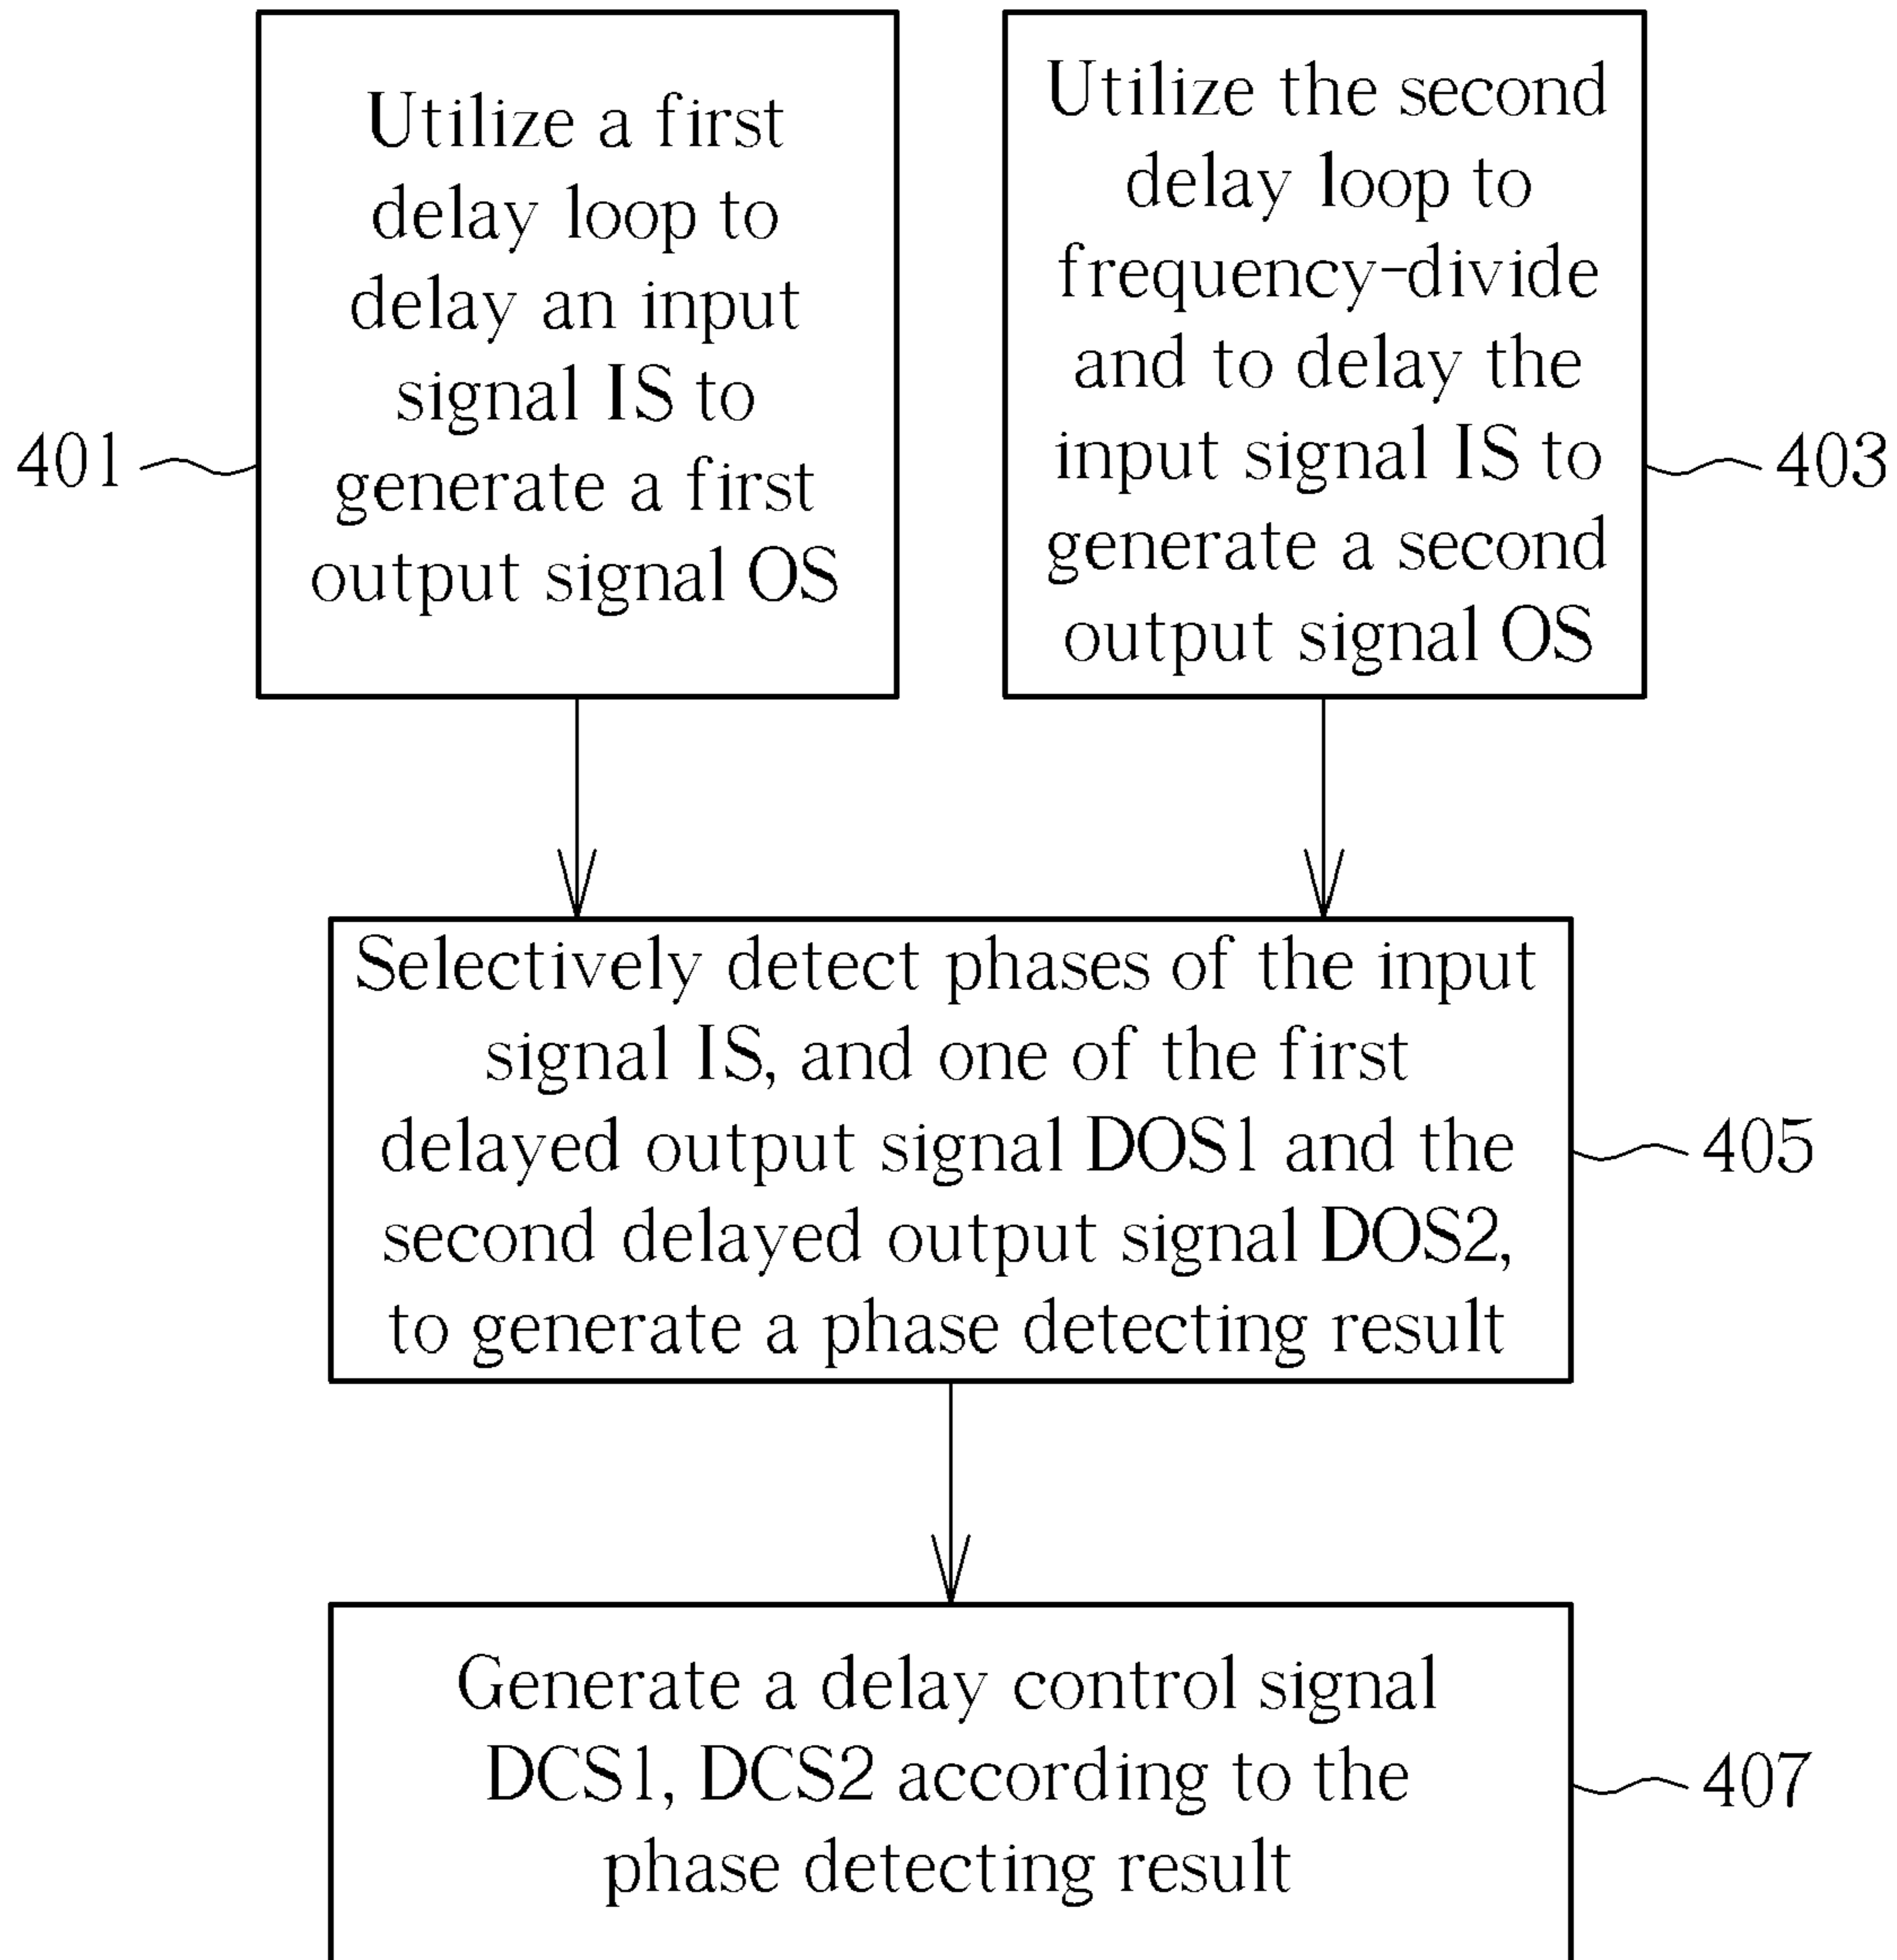 Utilize a first
delay loop to
delay an input
signal IS to
generate a first
output signal OS
401
Utilize the second
delay loop to
frequency-divide
and to delay the
input signal IS to
generate a second
output signal OS
403
Selectively detect phases of the input
signal IS, and one of the first
delayed output signal DOS1 and the
second delayed output signal DOS2,
to generate a phase detecting result
405
Generate a delay control signal
DCS1, DCS2 according to the
phase detecting result
407